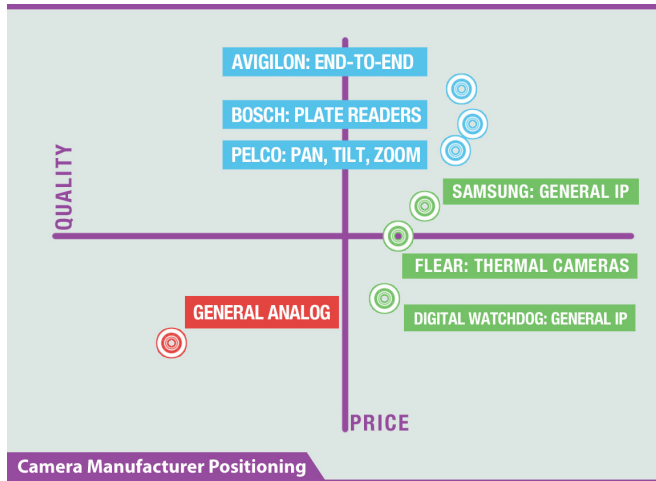 AVIGILON: END-TO-END
BOSCH: PLATE READERS
PELCO: PAN, TILT, ZOOM
QUALITY
SAMSUNG: GENERAL IP
FLEAR: THERMAL CAMERAS
GENERAL ANALOG
DIGITAL WATCHDOG: GENERAL IP
PRICE
Camera Manufacturer Positioning